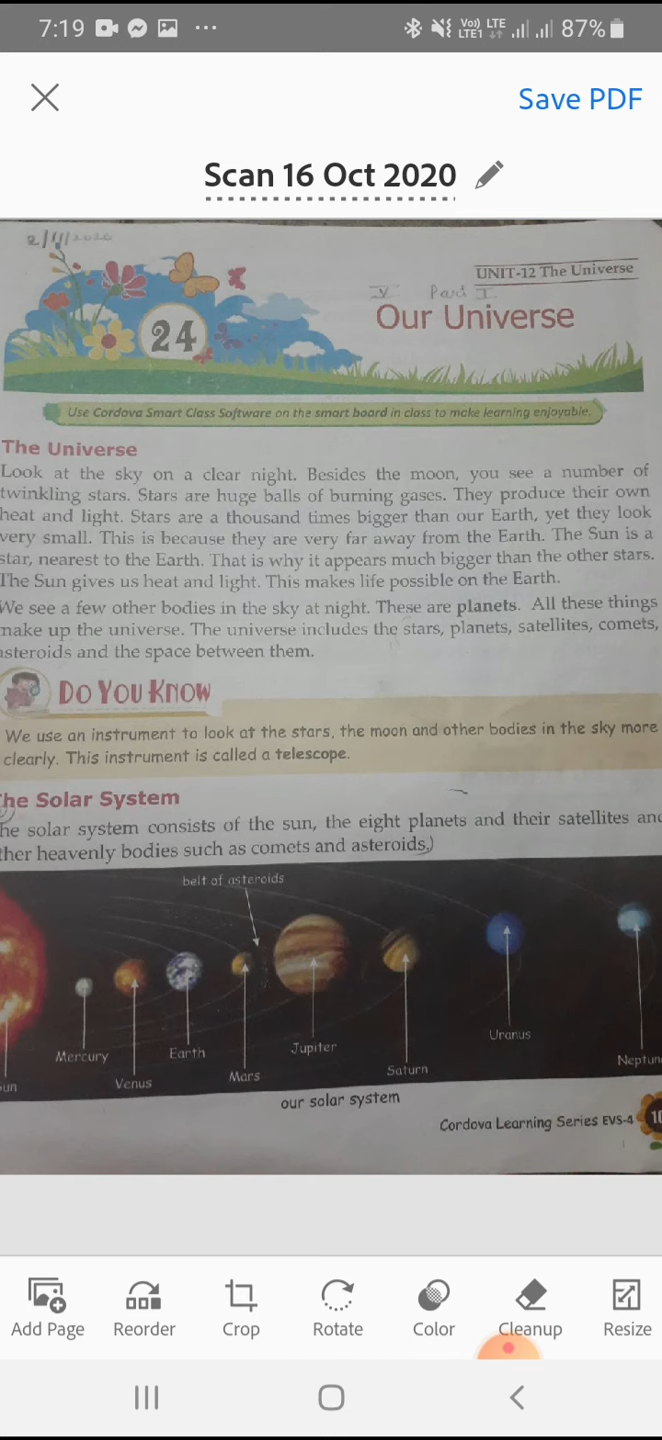 7:19 ... Vo)) LTE 87%
LTE1
Save PDF
Scan 16 Oct 2020
UNIT-12 The Universe
V Part I
24
Our Universe
Use Cordova Smart Class Software on the smart board in class to make learning enjoyable.
The Universe
Look at the sky on a clear night. Besides the moon, you see a number of
twinkling stars. Stars are huge balls of burning gases. They produce their own
heat and light. Stars are a thousand times bigger than our Earth, yet they look
very small. This is because they are very far away from the Earth. The Sun is a
star, nearest to the Earth. That is why it appears much bigger than the other stars.
The Sun gives us heat and light. This makes life possible on the Earth.
We see a few other bodies in the sky at night. These are planets. All these things
make up the universe. The universe includes the stars, planets, satellites, comets,
asteroids and the space between them.
DO YOU KNOW
We use an instrument to look at the stars, the moon and other bodies in the sky more
clearly. This instrument is called a telescope.
he Solar System
he solar system consists of the sun, the eight planets and their satellites and
ther heavenly bodies such as comets and asteroids.)
belt of asteroids
Uranus
Jupiter
Earth
Mercury
Neptun
Saturn
Mars
Venus
un
our solar system
Cordova Learning Series EVS-4 10
Add Page Reorder Crop Rotate Color Cleanup Resize